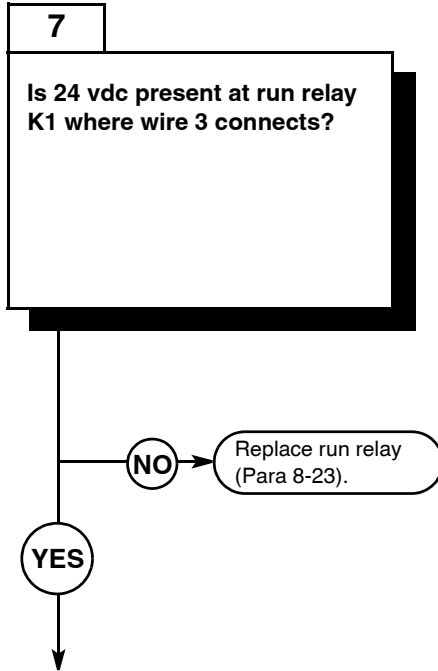 7
Is 24 vdc present at run relay
K1 where wire 3 connects?
NO
Replace run relay
(Para 8-23).
YES